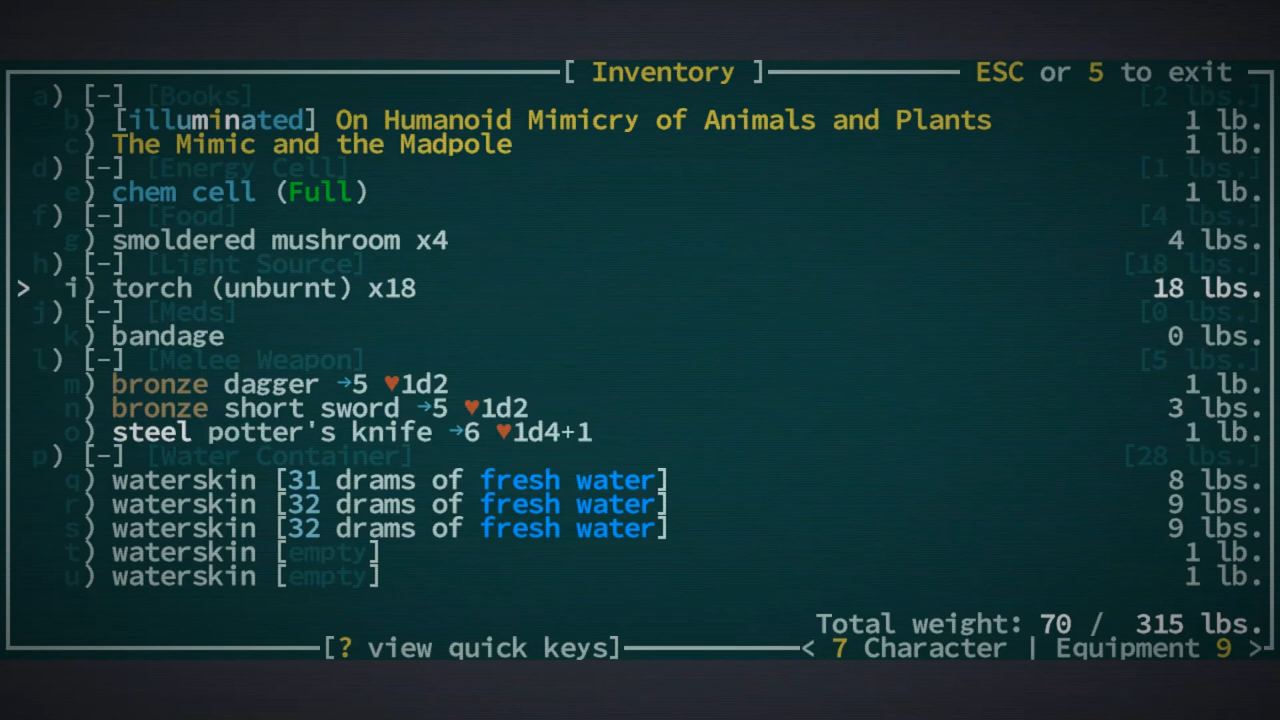 [ Inventory ] ESC or 5 to exit
a) [-] [Books] [2 lbs.]
b) [illuminated] On Humanoid Mimicry of Animals and Plants 1 lb.
c) The Mimic and the Madpole 1 lb.
d) [-] [Energy Cell] [1 lbs.]
e) chem cell (Full) 1 lb.
f) [-] [Food] [4 lbs.]
g) smoldered mushroom x4 4 lbs.
h) [-] [Light Source] [18 lbs.]
> i) torch (unburnt) x18 18 lbs.
j) [-] [Meds] [0 lbs.]
k) bandage 0 lbs.
l) [-] [Melee Weapon] [5 lbs.]
m) bronze dagger →5 ♥1d2 1 lb.
n) bronze short sword →5 ♥1d2 3 lbs.
o) steel potter's knife →6 ♥1d4+1 1 lb.
p) [-] [Water Container] [28 lbs.]
q) waterskin [31 drams of fresh water] 8 lbs.
r) waterskin [32 drams of fresh water] 9 lbs.
s) waterskin [32 drams of fresh water] 9 lbs.
t) waterskin [empty] 1 lb.
u) waterskin [empty] 1 lb.
Total weight: 70 / 315 lbs.
[? view quick keys] < 7 Character | Equipment 9 >